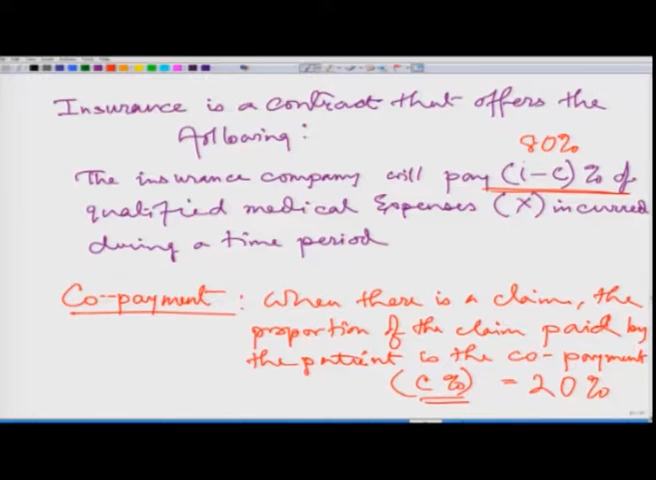 Insurance is a contract that offers the
following:
80%
The insurance company will pay (1-c)% of
qualified medical Expenses (X) incurred
during a time period
Co-payment : When there is a claim, the
proportion of the claim paid by
the patient is the co-payment
(c%) = 20%